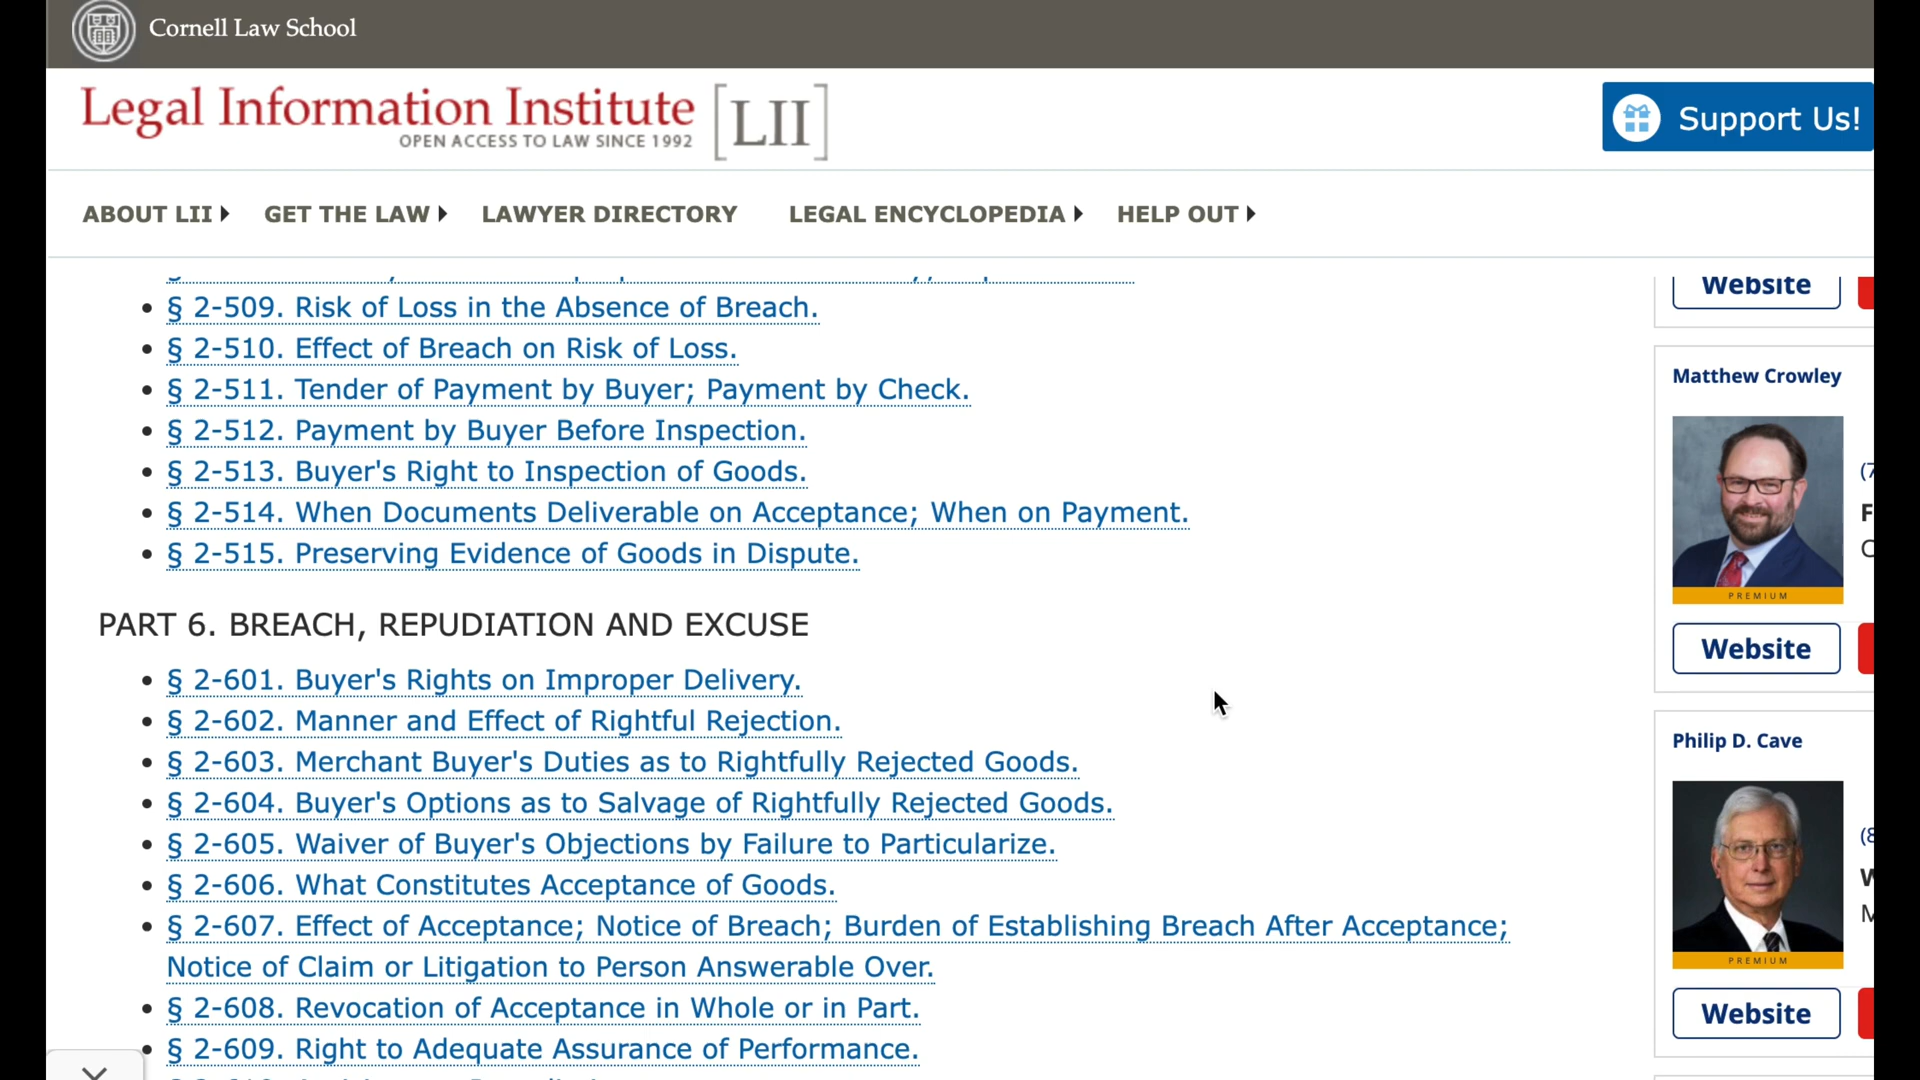 Cornell Law School
Legal Information Institute [LII]
OPEN ACCESS TO LAW SINCE 1992
Support Us!
ABOUT LII
GET THE LAW
LAWYER DIRECTORY
LEGAL ENCYCLOPEDIA
HELP OUT
• § 2-509. Risk of Loss in the Absence of Breach.
• § 2-510. Effect of Breach on Risk of Loss.
• § 2-511. Tender of Payment by Buyer; Payment by Check.
• § 2-512. Payment by Buyer Before Inspection.
• § 2-513. Buyer's Right to Inspection of Goods.
• § 2-514. When Documents Deliverable on Acceptance; When on Payment.
• § 2-515. Preserving Evidence of Goods in Dispute.
PART 6. BREACH, REPUDIATION AND EXCUSE
• § 2-601. Buyer's Rights on Improper Delivery.
• § 2-602. Manner and Effect of Rightful Rejection.
• § 2-603. Merchant Buyer's Duties as to Rightfully Rejected Goods.
• § 2-604. Buyer's Options as to Salvage of Rightfully Rejected Goods.
• § 2-605. Waiver of Buyer's Objections by Failure to Particularize.
• § 2-606. What Constitutes Acceptance of Goods.
• § 2-607. Effect of Acceptance; Notice of Breach; Burden of Establishing Breach After Acceptance;
Notice of Claim or Litigation to Person Answerable Over.
• § 2-608. Revocation of Acceptance in Whole or in Part.
• § 2-609. Right to Adequate Assurance of Performance.
Website
Matthew Crowley
(7
F
C
PREMIUM
Website
Philip D. Cave
(8
W
M
PREMIUM
Website